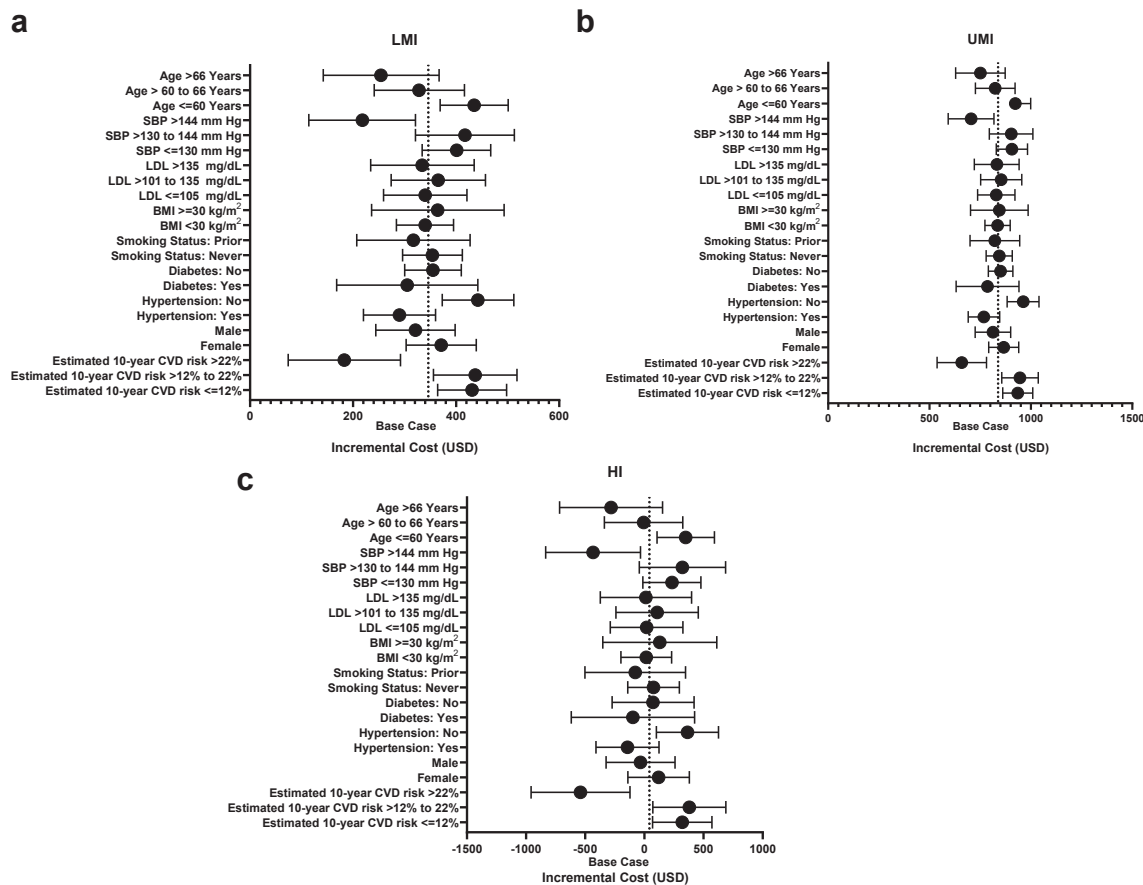 a
LMI
Age >66 Years
Age > 60 to 66 Years
Age <=60 Years
SBP >144 mm Hg
SBP >130 to 144 mm Hg
SBP <=130 mm Hg
LDL >135 mg/dL
LDL >101 to 135 mg/dL
LDL <=105 mg/dL
BMI >=30 kg/m²
BMI <30 kg/m²
Smoking Status: Prior
Smoking Status: Never
Diabetes: No
Diabetes: Yes
Hypertension: No
Hypertension: Yes
Male
Female
Estimated 10-year CVD risk >22%
Estimated 10-year CVD risk >12% to 22%
Estimated 10-year CVD risk <=12%
0 200 400 600
Base Case
Incremental Cost (USD)
b
UMI
Age >66 Years
Age > 60 to 66 Years
Age <=60 Years
SBP >144 mm Hg
SBP >130 to 144 mm Hg
SBP <=130 mm Hg
LDL >135 mg/dL
LDL >101 to 135 mg/dL
LDL <=105 mg/dL
BMI >=30 kg/m²
BMI <30 kg/m²
Smoking Status: Prior
Smoking Status: Never
Diabetes: No
Diabetes: Yes
Hypertension: No
Hypertension: Yes
Male
Female
Estimated 10-year CVD risk >22%
Estimated 10-year CVD risk >12% to 22%
Estimated 10-year CVD risk <=12%
0 500 1000 1500
Base Case
Incremental Cost (USD)
c
HI
Age >66 Years
Age > 60 to 66 Years
Age <=60 Years
SBP >144 mm Hg
SBP >130 to 144 mm Hg
SBP <=130 mm Hg
LDL >135 mg/dL
LDL >101 to 135 mg/dL
LDL <=105 mg/dL
BMI >=30 kg/m²
BMI <30 kg/m²
Smoking Status: Prior
Smoking Status: Never
Diabetes: No
Diabetes: Yes
Hypertension: No
Hypertension: Yes
Male
Female
Estimated 10-year CVD risk >22%
Estimated 10-year CVD risk >12% to 22%
Estimated 10-year CVD risk <=12%
-1500 -1000 -500 0 500 1000
Base Case
Incremental Cost (USD)